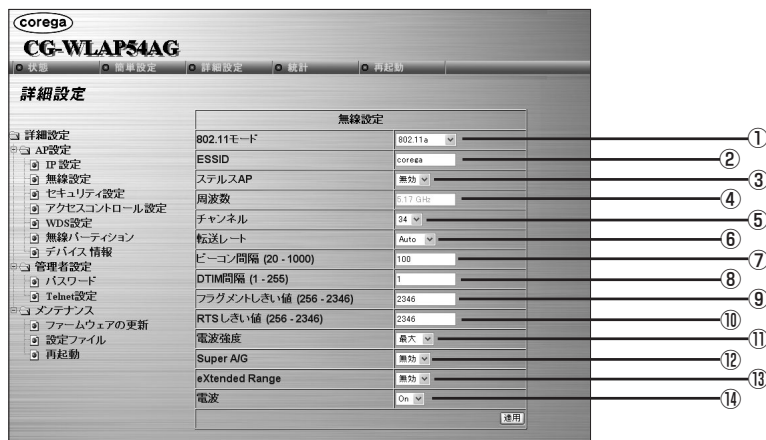 corega
CG-WLAP54AG
状態 簡単設定 詳細設定 統計 再起動
詳細設定
詳細設定
AP設定
IP 設定
無線設定
セキュリティ設定
アクセスコントロール設定
WDS設定
無線パーティション
デバイス情報
管理者設定
パスワード
Telnet設定
メンテナンス
ファームウェアの更新
設定ファイル
再起動
無線設定
802.11モード 802.11a ①
ESSID corega ②
ステルスAP 無効 ③
周波数 5.17 GHz ④
チャンネル 34 ⑤
転送レート Auto ⑥
ビーコン間隔 (20 - 1000) 100 ⑦
DTIM間隔 (1 - 255) 1 ⑧
フラグメントしきい値 (256 - 2346) 2346 ⑨
RTSしきい値 (256 - 2346) 2346 ⑩
電波強度 最大 ⑪
Super A/G 無効 ⑫
eXtended Range 無効 ⑬
電波 On ⑭
適用